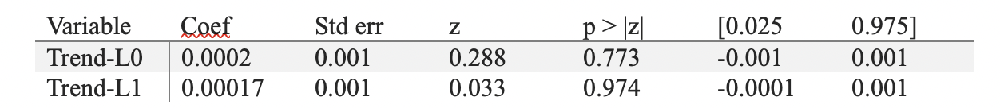 Variable Coef Std err z p > |z| [0.025 0.975]
Trend-L0 0.0002 0.001 0.288 0.773 -0.001 0.001
Trend-L1 0.00017 0.001 0.033 0.974 -0.0001 0.001